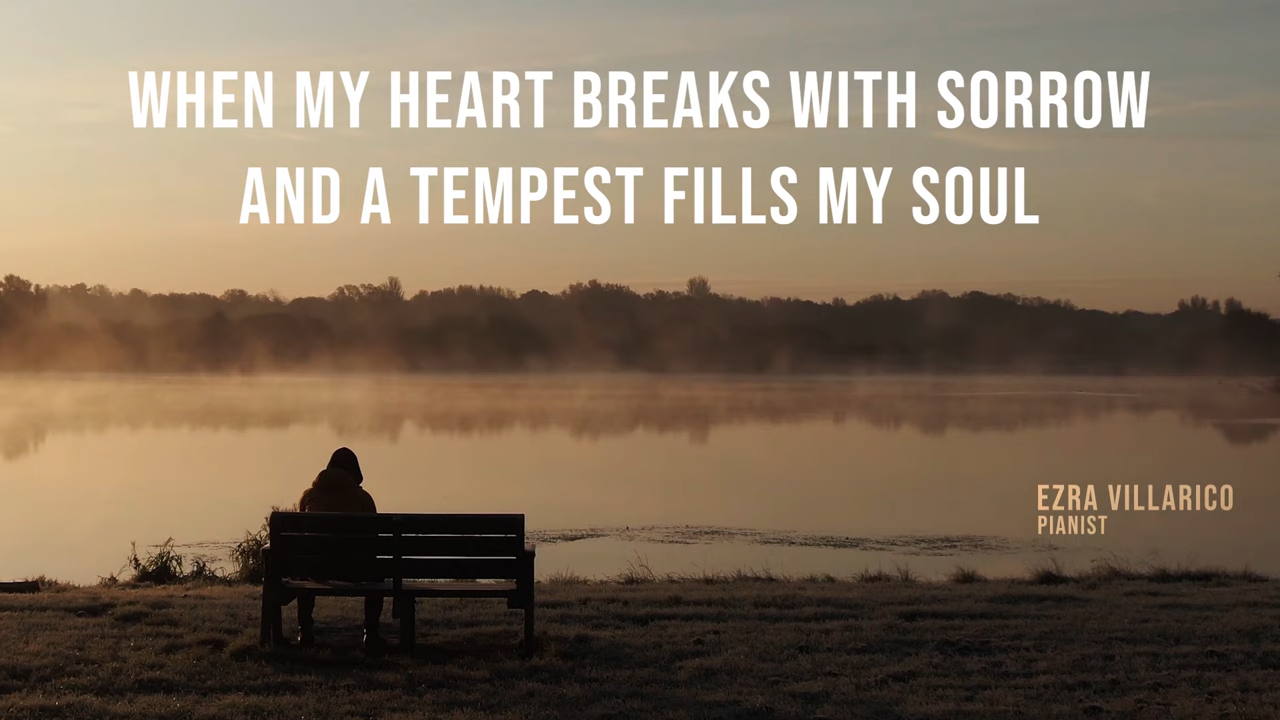 WHEN MY HEART BREAKS WITH SORROW
AND A TEMPEST FILLS MY SOUL
EZRA VILLARICO
PIANIST